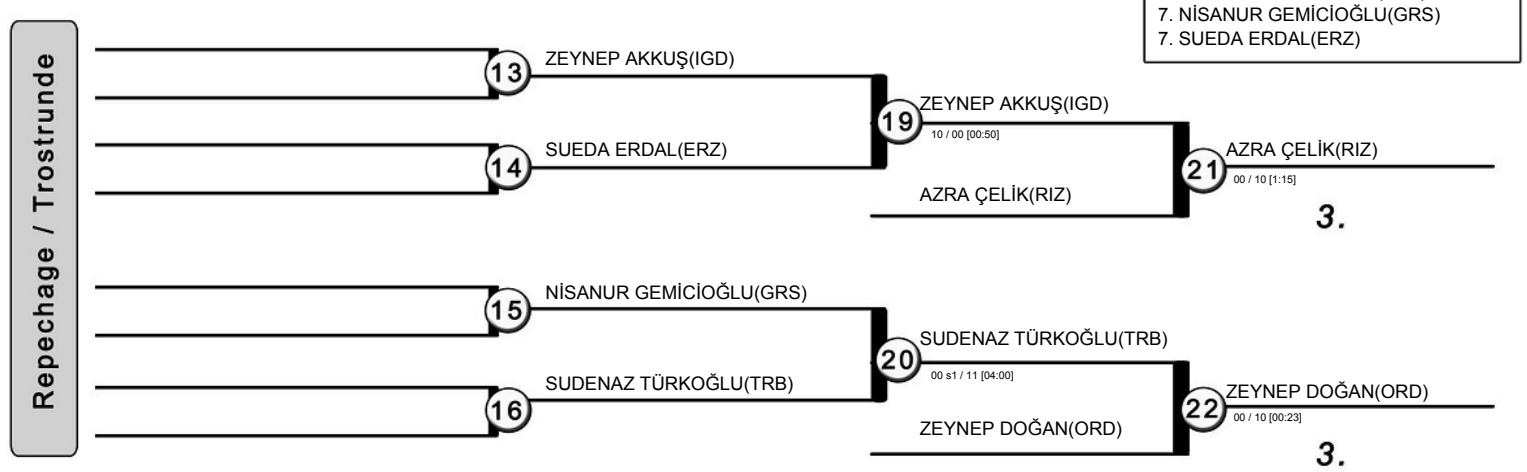 7. NİSANUR GEMİCİOĞLU(GRS)
7. SUEDA ERDAL(ERZ)
Repechage / Trostrunde
13
ZEYNEP AKKUŞ(IGD)
14
SUEDA ERDAL(ERZ)
19
ZEYNEP AKKUŞ(IGD)
10 / 00 [00:50]
AZRA ÇELİK(RIZ)
21
AZRA ÇELİK(RIZ)
00 / 10 [1:15]
3.
15
NİSANUR GEMİCİOĞLU(GRS)
16
SUDENAZ TÜRKOĞLU(TRB)
20
SUDENAZ TÜRKOĞLU(TRB)
00 s1 / 11 [04:00]
ZEYNEP DOĞAN(ORD)
22
ZEYNEP DOĞAN(ORD)
00 / 10 [00:23]
3.